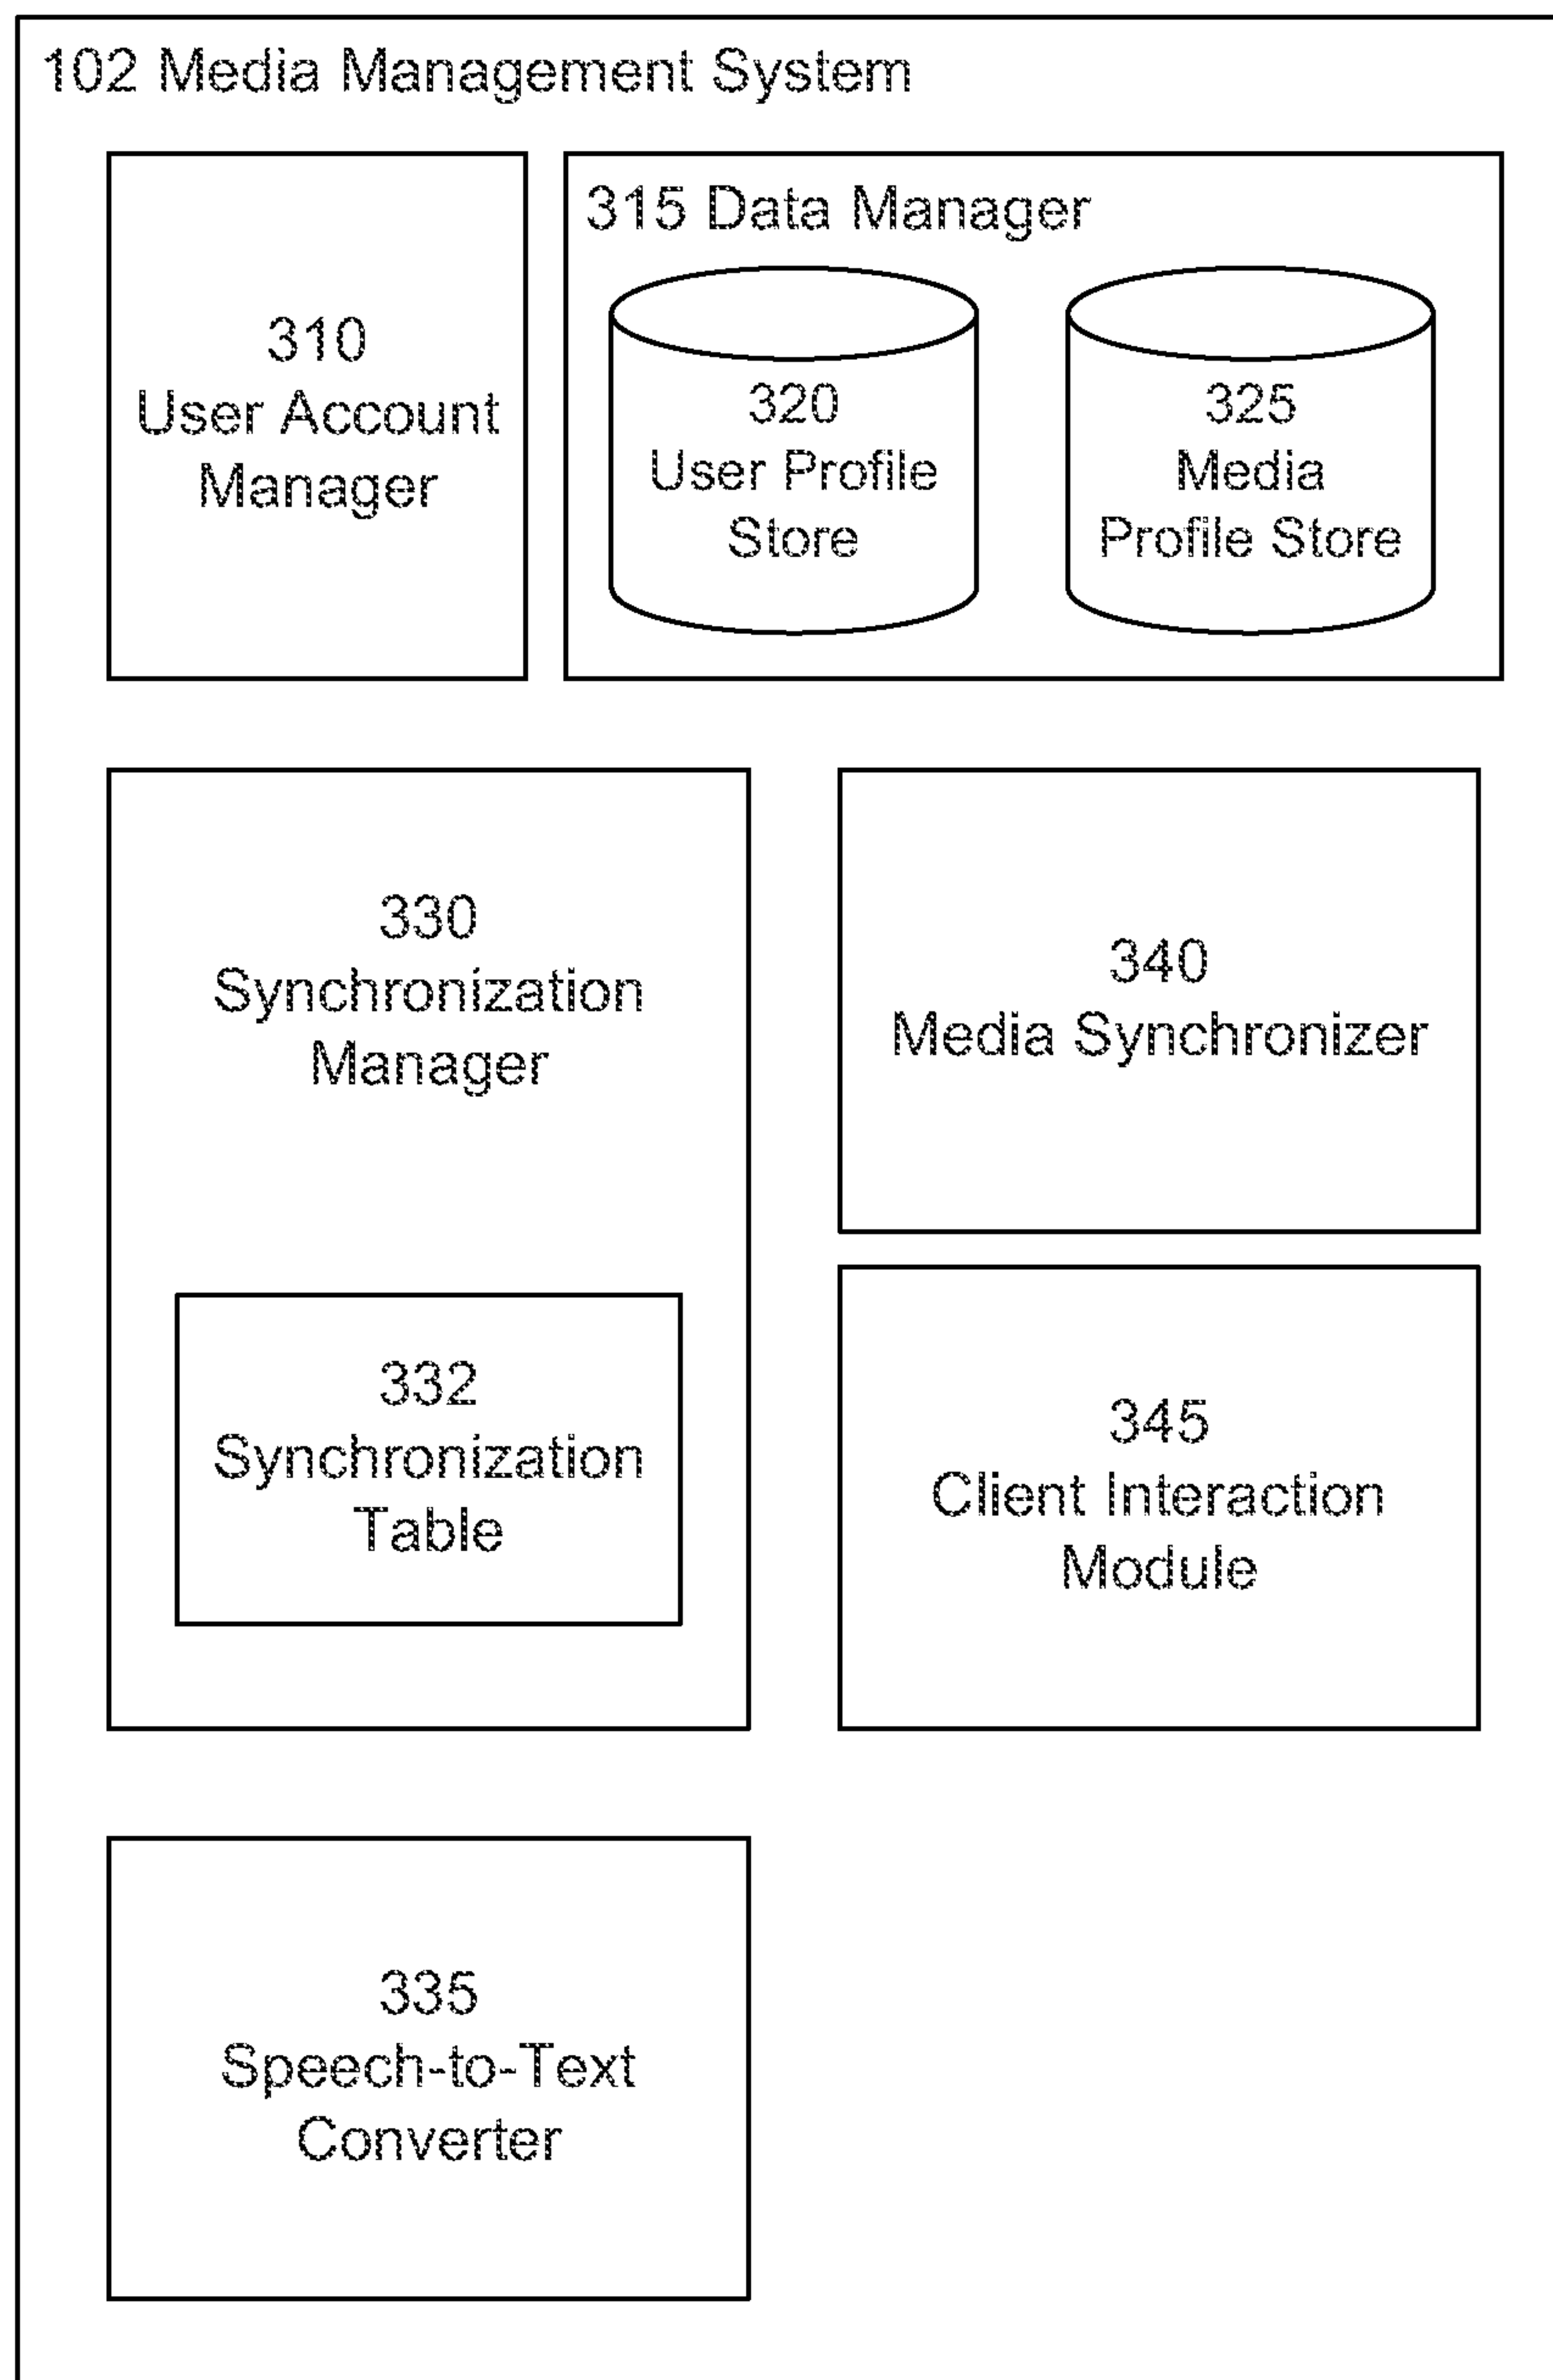 102 Media Management System
310
User Account
Manager
315 Data Manager
320
User Profile
Store
325
Media
Profile Store
330
Synchronization
Manager
332
Synchronization
Table
340
Media Synchronizer
345
Client Interaction
Module
335
Speech-to-Text
Converter